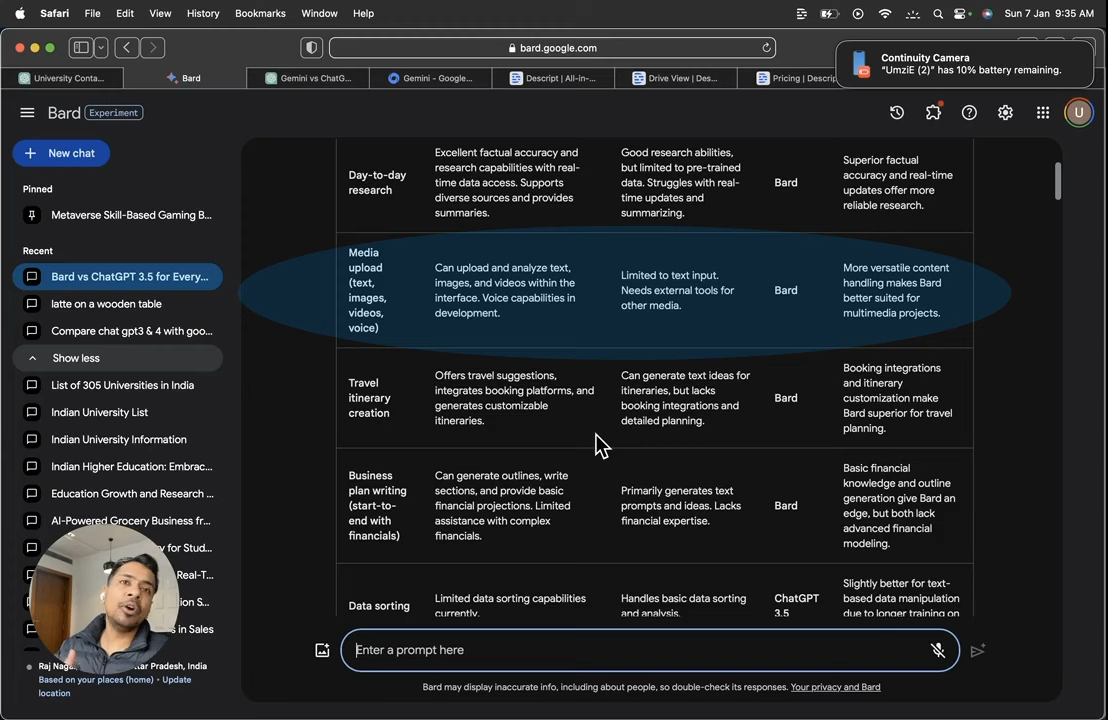 Safari File Edit View History Bookmarks Window Help Sun 7 Jan 9:35 AM
bard.google.com
Continuity Camera
"UmziE (2)" has 10% battery remaining.
University Conta... Bard Gemini vs ChatG... Gemini - Google... Descript | All-in-... Drive View | Des... Pricing | Descrip
Bard Experiment
U
New chat
Pinned
Metaverse Skill-Based Gaming B...
Recent
Bard vs ChatGPT 3.5 for Every...
latte on a wooden table
Compare chat gpt3 & 4 with goo...
Show less
List of 305 Universities in India
Indian University List
Indian University Information
Indian Higher Education: Embrac...
Education Growth and Research ...
AI-Powered Grocery Business fr...
y for Stud...
Real-T...
ion S...
s in Sales
Raj Naga
ttar Pradesh, India
Based on your places (home) • Update
location
Day-to-day
research
Excellent factual accuracy and
research capabilities with real-
time data access. Supports
diverse sources and provides
summaries.
Good research abilities,
but limited to pre-trained
data. Struggles with real-
time updates and
summarizing.
Bard
Superior factual
accuracy and real-time
updates offer more
reliable research.
Media
upload
(text,
images,
videos,
voice)
Can upload and analyze text,
images, and videos within the
interface. Voice capabilities in
development.
Limited to text input.
Needs external tools for
other media.
Bard
More versatile content
handling makes Bard
better suited for
multimedia projects.
Travel
itinerary
creation
Offers travel suggestions,
integrates booking platforms, and
generates customizable
itineraries.
Can generate text ideas for
itineraries, but lacks
booking integrations and
detailed planning.
Bard
Booking integrations
and itinerary
customization make
Bard superior for travel
planning.
Business
plan writing
(start-to-
end with
financials)
Can generate outlines, write
sections, and provide basic
financial projections. Limited
assistance with complex
financials.
Primarily generates text
prompts and ideas. Lacks
financial expertise.
Bard
Basic financial
knowledge and outline
generation give Bard an
edge, but both lack
advanced financial
modeling.
Data sorting
Limited data sorting capabilities
currently.
Handles basic data sorting
and analysis.
ChatGPT
3.5
Slightly better for text-
based data manipulation
due to longer training on
Enter a prompt here
Bard may display inaccurate info, including about people, so double-check its responses. Your privacy and Bard